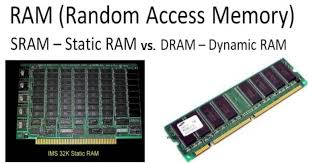 RAM (Random Access Memory)
SRAM – Static RAM vs. DRAM – Dynamic RAM
IMS 32K Static RAM